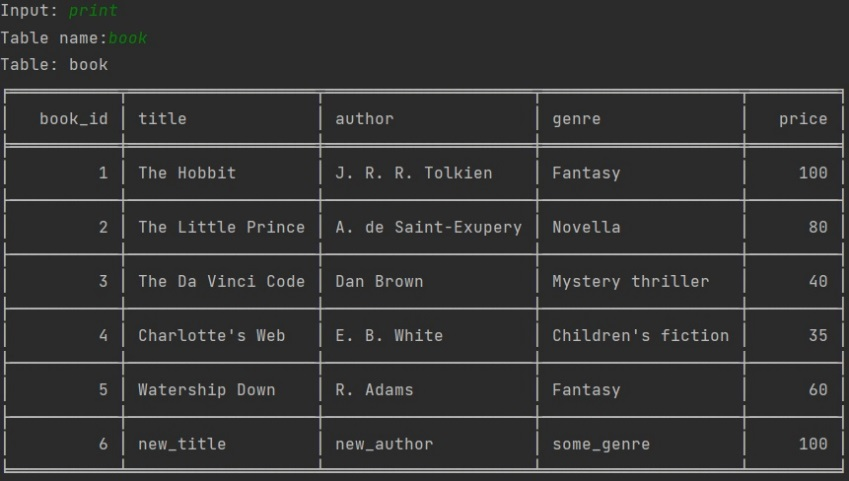 Input: print
Table name:book
Table: book
book_id title author genre price
1 The Hobbit J. R. R. Tolkien Fantasy 100
2 The Little Prince A. de Saint-Exupery Novella 80
3 The Da Vinci Code Dan Brown Mystery thriller 40
4 Charlotte's Web E. B. White Children's fiction 35
5 Watership Down R. Adams Fantasy 60
6 new_title new_author some_genre 100